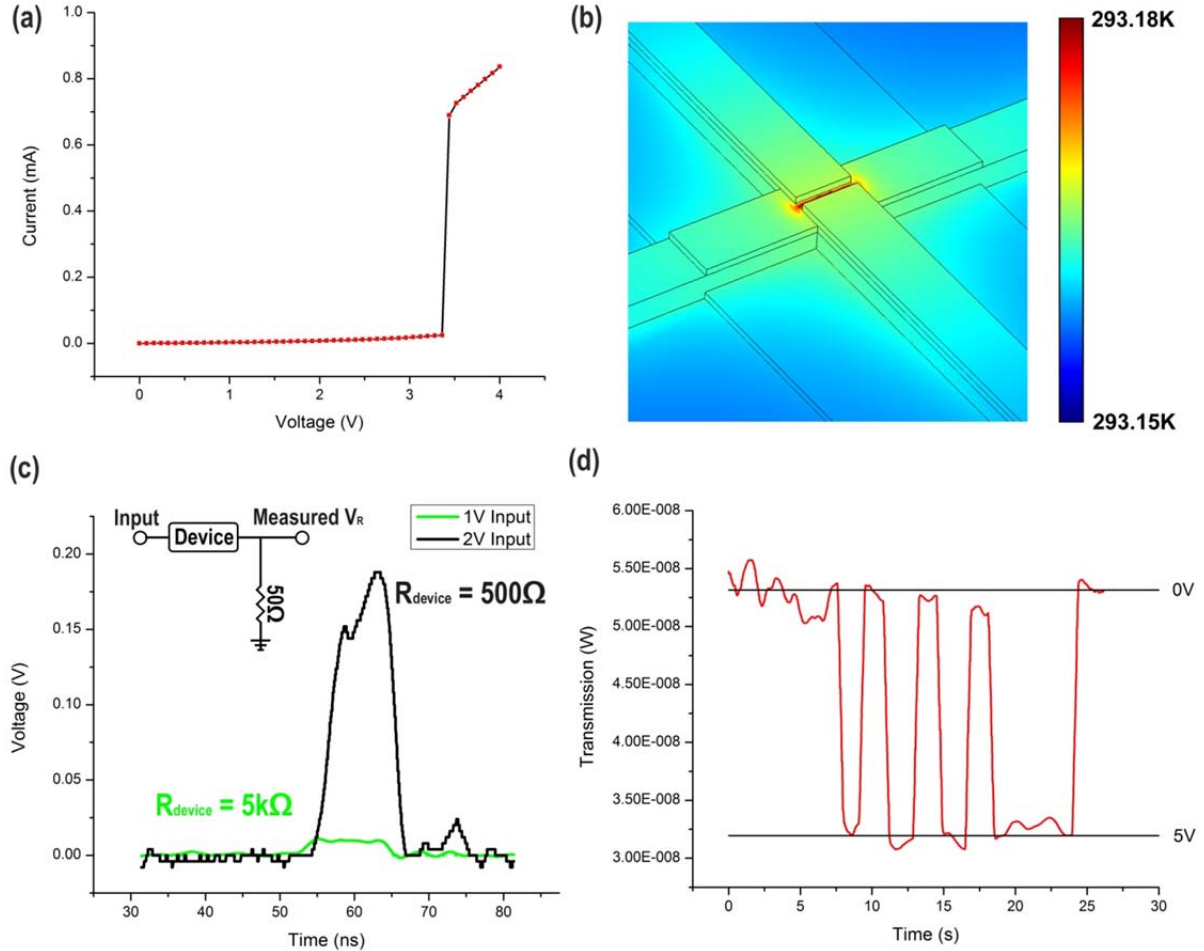 (a)
1.0
0.8
0.6
0.4
0.2
0.0
Current (mA)
0 1 2 3 4
Voltage (V)
(b)
293.18K
293.15K
(c)
Input
Device
Measured VR
50Ω
1V Input
2V Input
Rdevice = 500Ω
Rdevice = 5kΩ
0.20
0.15
0.10
0.05
0.00
Voltage (V)
30 40 50 60 70 80
Time (ns)
(d)
6.00E-008
5.50E-008
5.00E-008
4.50E-008
4.00E-008
3.50E-008
3.00E-008
Transmission (W)
0V
5V
0 5 10 15 20 25 30
Time (s)